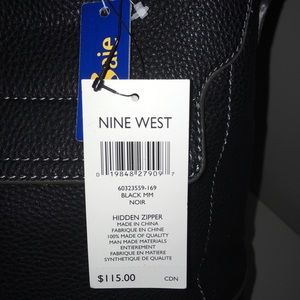 Sale
NINE WEST
60323559-169
0 19848 27909 7
BLACK MM
NOIR
HIDDEN ZIPPER
MADE IN CHINA
FABRIQUE EN CHINE
100% MADE OF QUALITY
MAN MADE MATERIALS
ENTIEREMENT
FABRIQUE EN MATIERE
SYNTHETIQUE DE QUALITE
$115.00 CDN